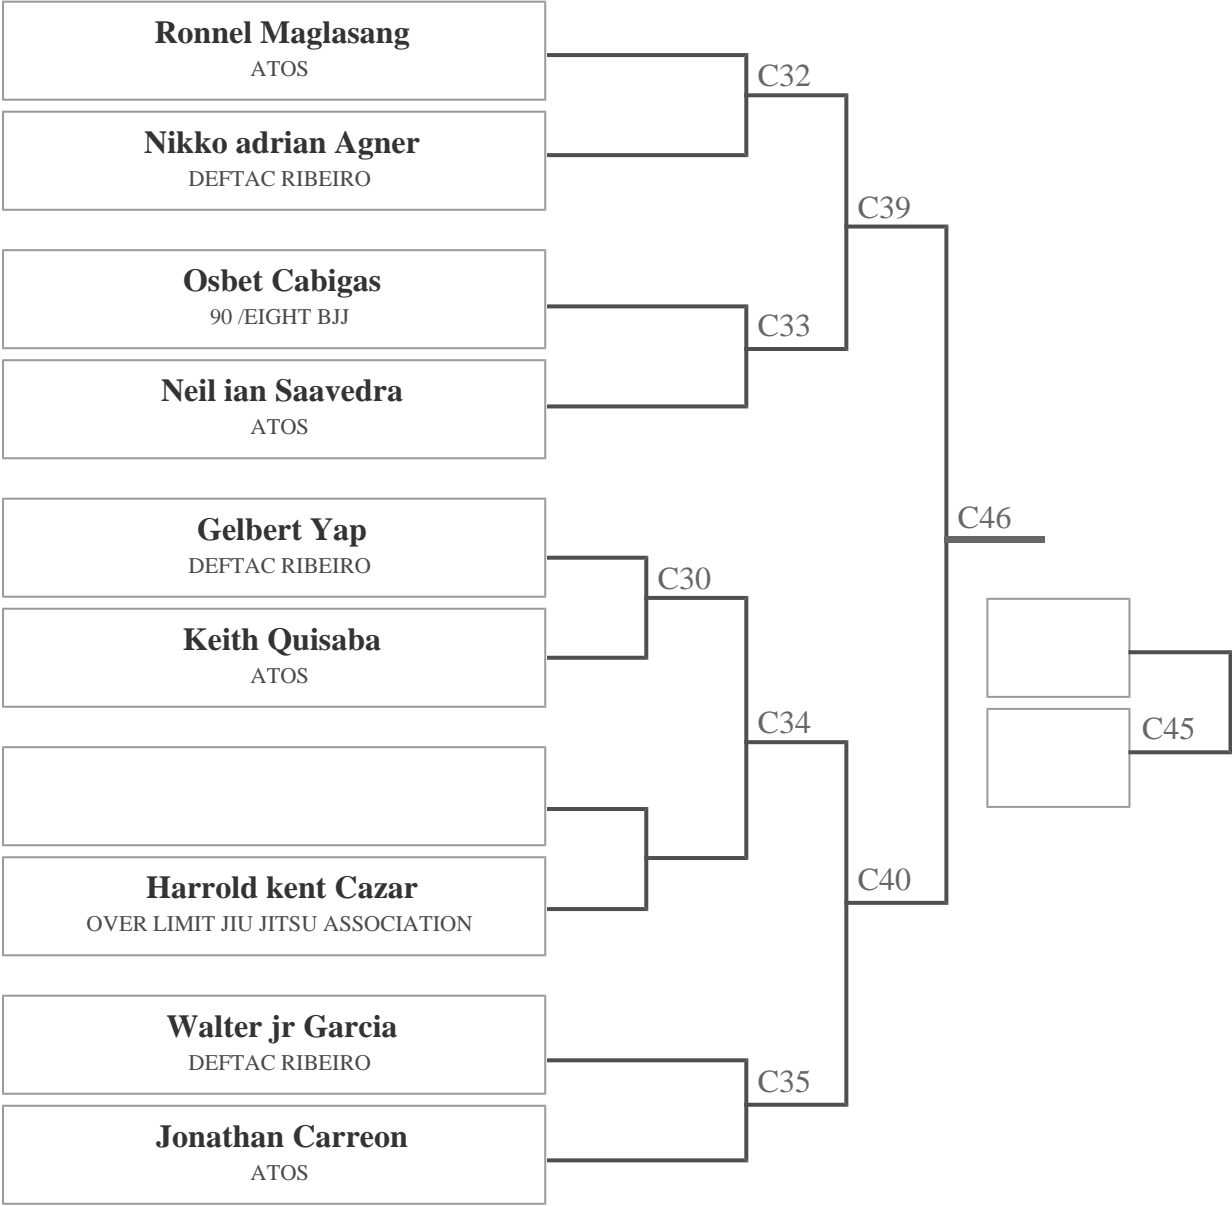 Ronnel Maglasang
ATOS
C32
Nikko adrian Agner
DEFTAC RIBEIRO
C39
Osbet Cabigas
90 /EIGHT BJJ
C33
Neil ian Saavedra
ATOS
Gelbert Yap
DEFTAC RIBEIRO
C46
C30
Keith Quisaba
ATOS
C34
C45
Harrold kent Cazar
OVER LIMIT JIU JITSU ASSOCIATION
C40
Walter jr Garcia
DEFTAC RIBEIRO
C35
Jonathan Carreon
ATOS